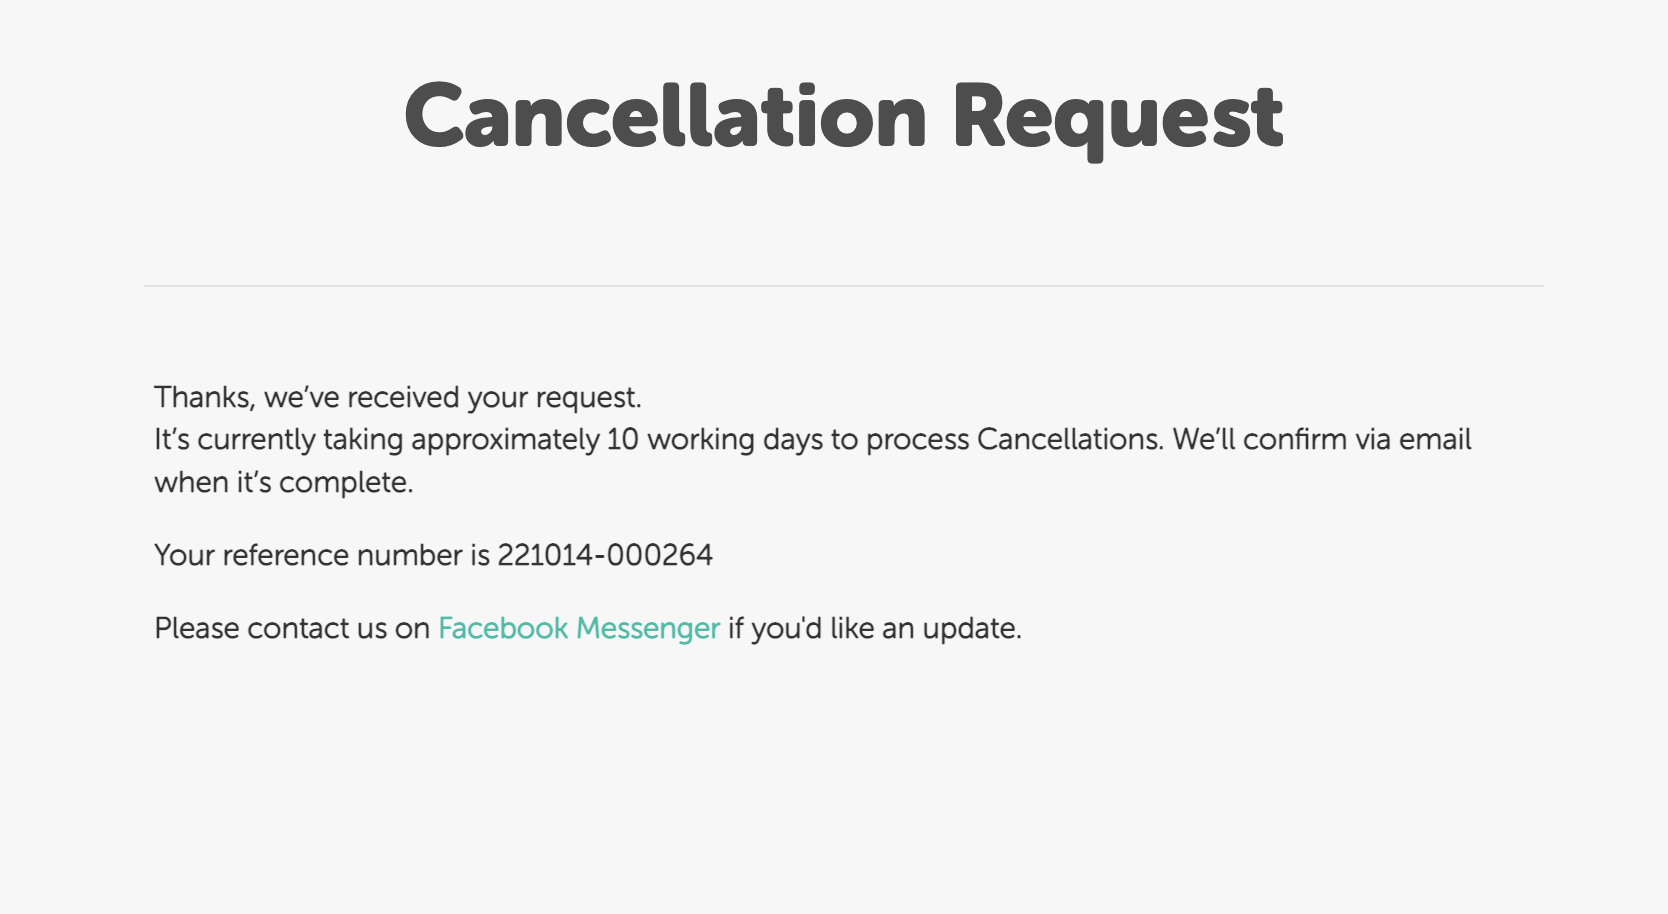 Cancellation Request
Thanks, we’ve received your request.
It’s currently taking approximately 10 working days to process Cancellations. We’ll confirm via email
when it’s complete.
Your reference number is 221014-000264
Please contact us on Facebook Messenger if you'd like an update.